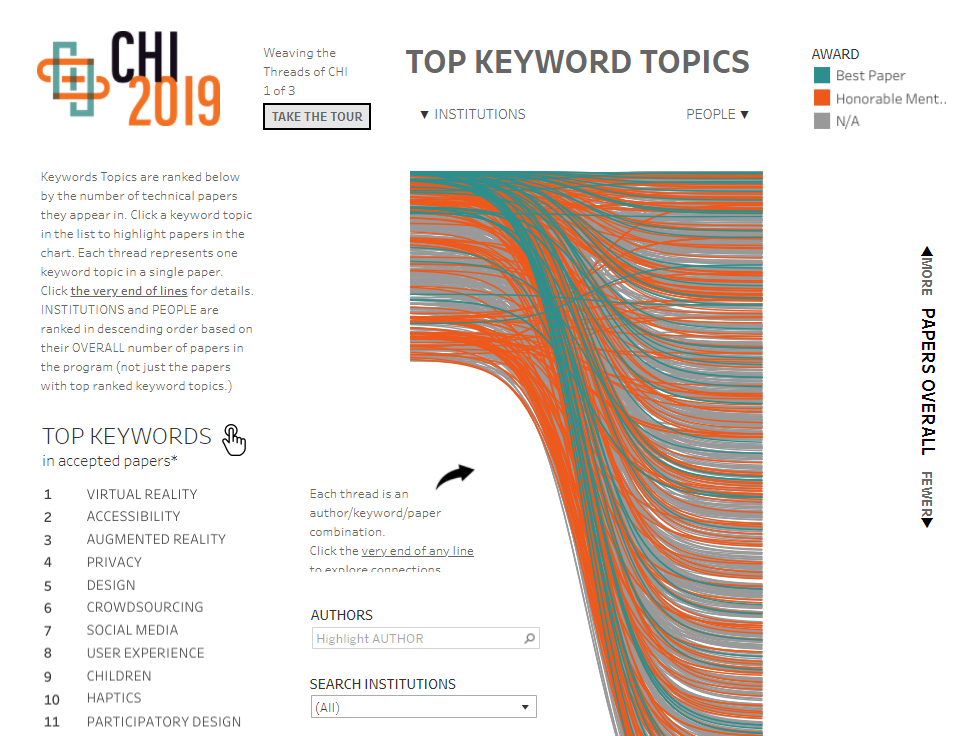 CHI
2019
Weaving the
Threads of CHI
1 of 3
TAKE THE TOUR
TOP KEYWORD TOPICS
▼ INSTITUTIONS
PEOPLE ▼
AWARD
Best Paper
Honorable Ment..
N/A
Keywords Topics are ranked below
by the number of technical papers
they appear in. Click a keyword topic
in the list to highlight papers in the
chart. Each thread represents one
keyword topic in a single paper.
Click the very end of lines for details.
INSTITUTIONS and PEOPLE are
ranked in descending order based on
their OVERALL number of papers in
the program (not just the papers
with top ranked keyword topics.)
TOP KEYWORDS
in accepted papers*
1 VIRTUAL REALITY
2 ACCESSIBILITY
3 AUGMENTED REALITY
4 PRIVACY
5 DESIGN
6 CROWDSOURCING
7 SOCIAL MEDIA
8 USER EXPERIENCE
9 CHILDREN
10 HAPTICS
11 PARTICIPATORY DESIGN
Each thread is an
author/keyword/paper
combination.
Click the very end of any line
to explore connections
AUTHORS
Highlight AUTHOR
SEARCH INSTITUTIONS
(All)
◀MORE PAPERS OVERALL FEWER▶